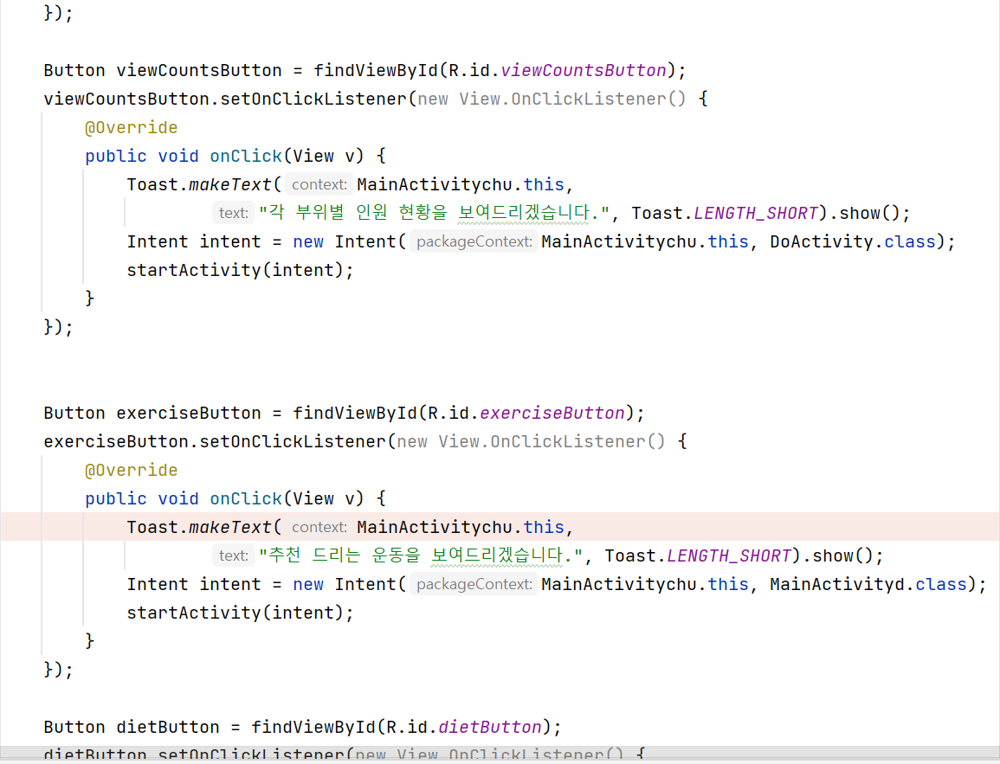 });
Button viewCountsButton = findViewById(R.id.viewCountsButton);
viewCountsButton.setOnClickListener(new View.OnClickListener() {
@Override
public void onClick(View v) {
Toast.makeText( context: MainActivitychu.this,
text: "각 부위별 인원 현황을 보여드리겠습니다.", Toast.LENGTH_SHORT).show();
Intent intent = new Intent( packageContext: MainActivitychu.this, DoActivity.class);
startActivity(intent);
}
});
Button exerciseButton = findViewById(R.id.exerciseButton);
exerciseButton.setOnClickListener(new View.OnClickListener() {
@Override
public void onClick(View v) {
Toast.makeText( context: MainActivitychu.this,
text: "추천 드리는 운동을 보여드리겠습니다.", Toast.LENGTH_SHORT).show();
Intent intent = new Intent( packageContext: MainActivitychu.this, MainActivityd.class);
startActivity(intent);
}
});
Button dietButton = findViewById(R.id.dietButton);
dietButton.setOnClickListener(new View.OnClickListener() {